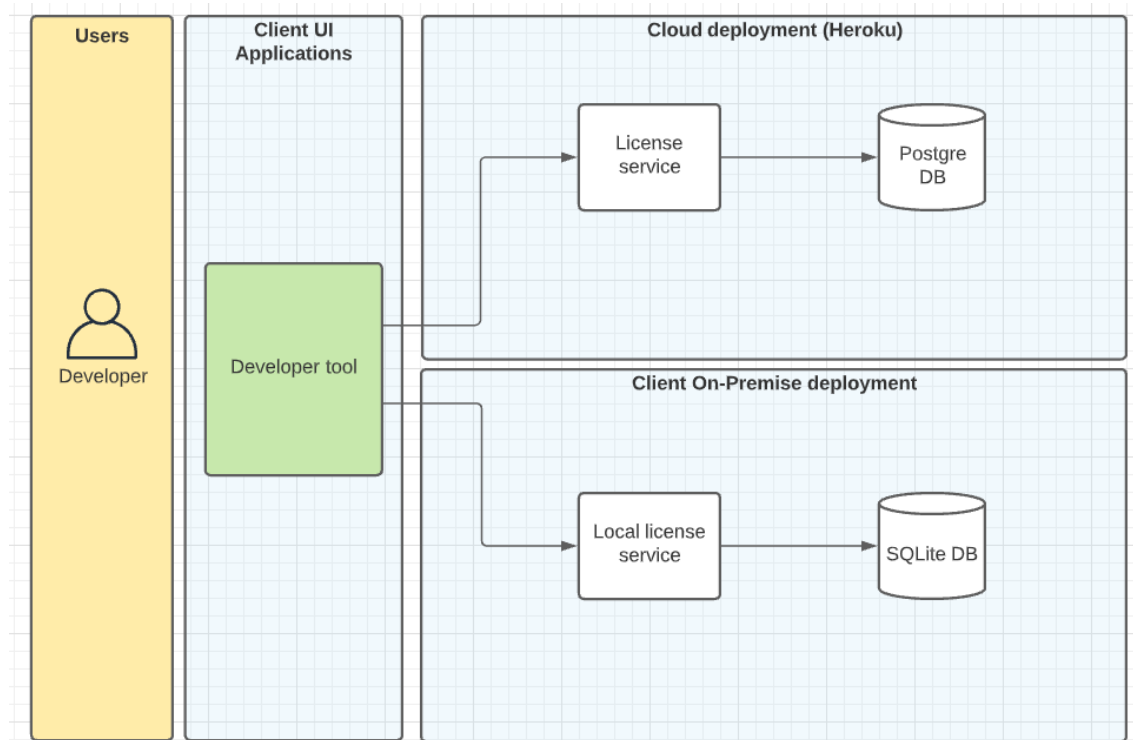 Users
Developer
Client UI
Applications
Developer tool
Cloud deployment (Heroku)
License
service
Postgre
DB
Client On-Premise deployment
Local license
service
SQLite DB